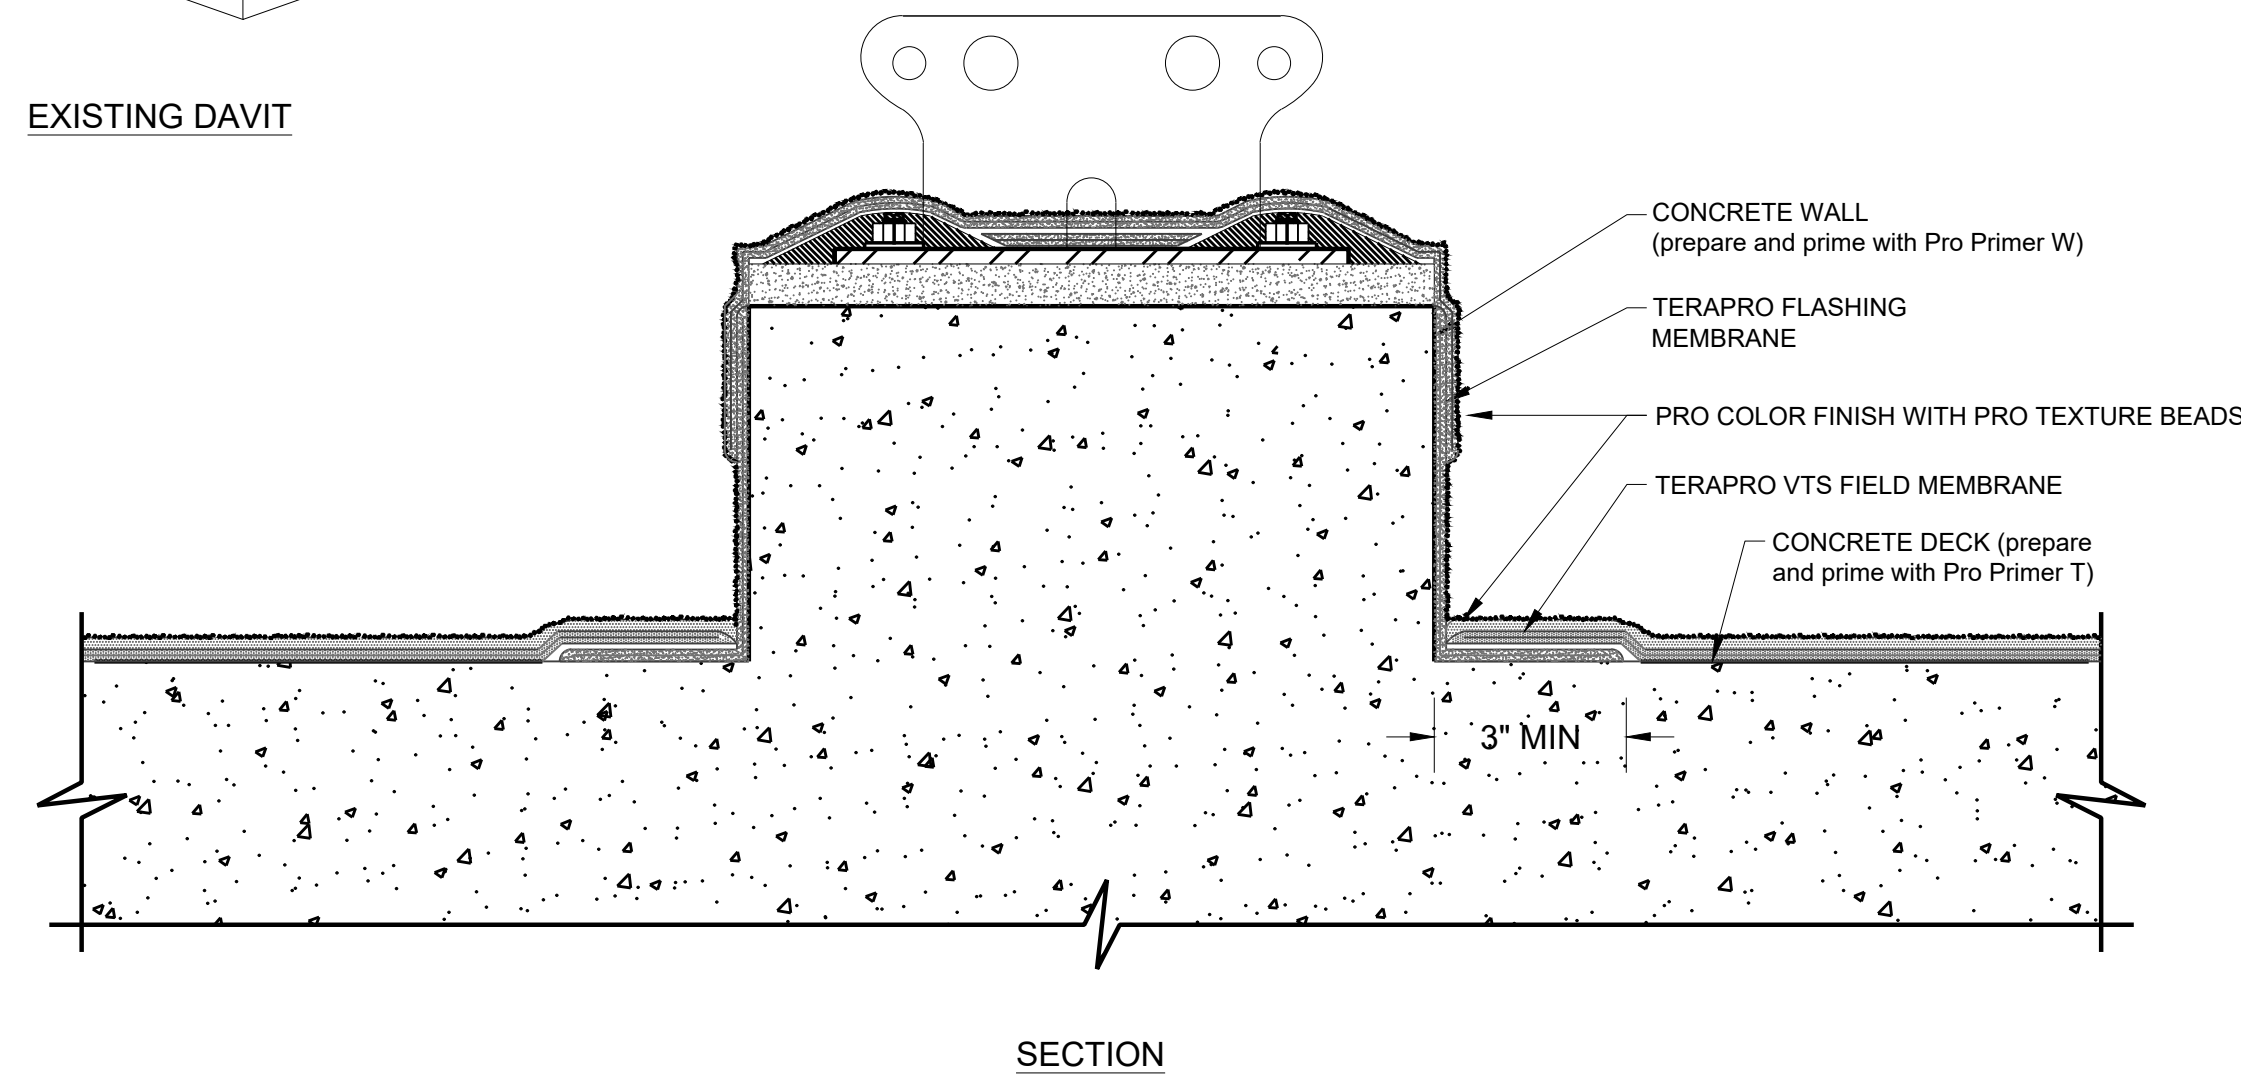 EXISTING DAVIT
CONCRETE WALL
(prepare and prime with Pro Primer W)
TERAPRO FLASHING
MEMBRANE
PRO COLOR FINISH WITH PRO TEXTURE BEADS
TERAPRO VTS FIELD MEMBRANE
CONCRETE DECK (prepare
and prime with Pro Primer T)
3" MIN
SECTION